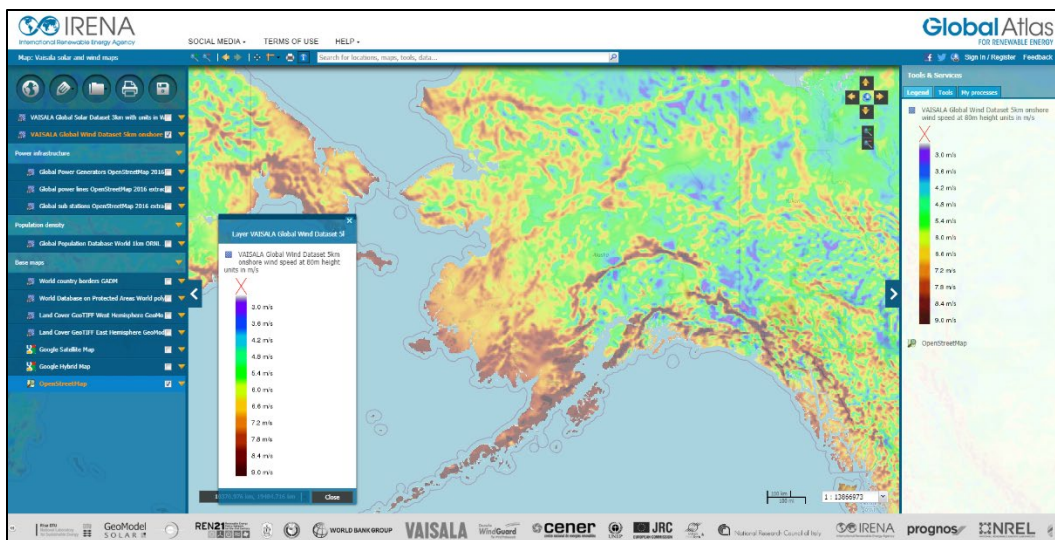 IRENA
International Renewable Energy Agency
SOCIAL MEDIA
TERMS OF USE
HELP
GlobalAtlas
FOR RENEWABLE ENERGY
Map: Vaisala solar and wind maps
Search for locations, maps, tools, data...
Sign in / Register
Feedback
VAISALA Global Solar Dataset 3km with units in W
VAISALA Global Wind Dataset 5km onshore
Power infrastructure
Global Power Generators OpenStreetMap 2016
Global power lines OpenStreetMap 2016 extrac
Global sub stations OpenStreetMap 2016 extra
Population density
Global Population Database World 1km ORNL
Base maps
World country borders GADM
World Database on Protected Areas World poly
Land Cover GeoTIFF West Hemisphere GeoMo
Land Cover GeoTIFF East Hemisphere GeoMod
Google Satellite Map
Google Hybrid Map
OpenStreetMap
Layer VAISALA Global Wind Dataset 5
VAISALA Global Wind Dataset 5km
onshore wind speed at 80m height
units in m/s
3.0 m/s
3.6 m/s
4.2 m/s
4.8 m/s
5.4 m/s
6.0 m/s
6.6 m/s
7.2 m/s
7.8 m/s
8.4 m/s
9.0 m/s
Close
1 : 13866973
Tools & Services
Legend
Tools
My processes
VAISALA Global Wind Dataset 5km onshore
wind speed at 80m height units in m/s
3.0 m/s
3.6 m/s
4.2 m/s
4.8 m/s
5.4 m/s
6.0 m/s
6.6 m/s
7.2 m/s
7.8 m/s
8.4 m/s
9.0 m/s
OpenStreetMap
GeoModel
SOLAR
REN21
WORLD BANK GROUP
VAISALA
WindGuard
cener
UNEP
JRC
EUROPEAN COMMISSION
National Research Council of Italy
IRENA
prognos
NREL